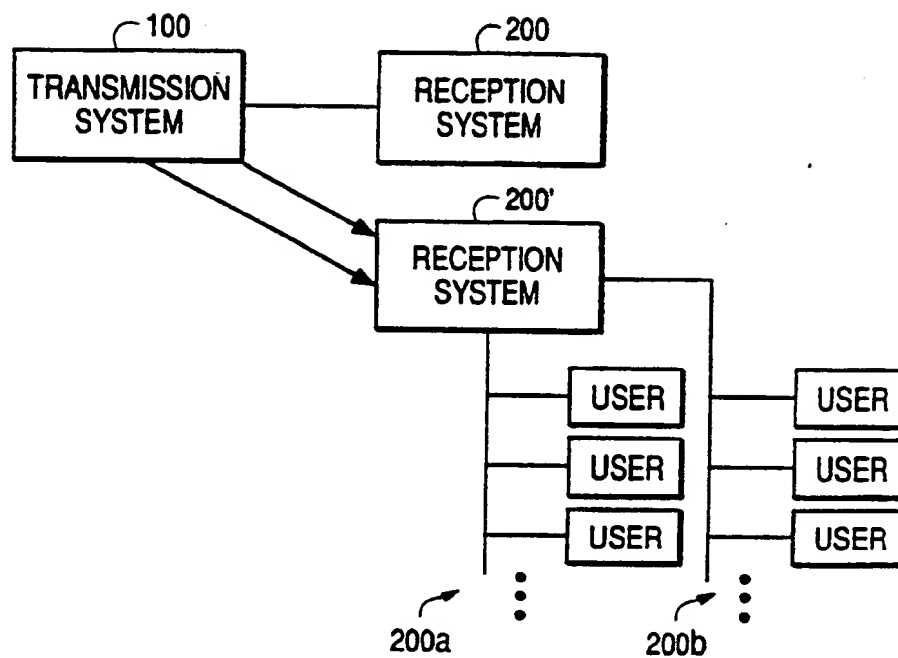 100
TRANSMISSION
SYSTEM
200
RECEPTION
SYSTEM
200'
RECEPTION
SYSTEM
USER
USER
USER
USER
USER
USER
200a
200b